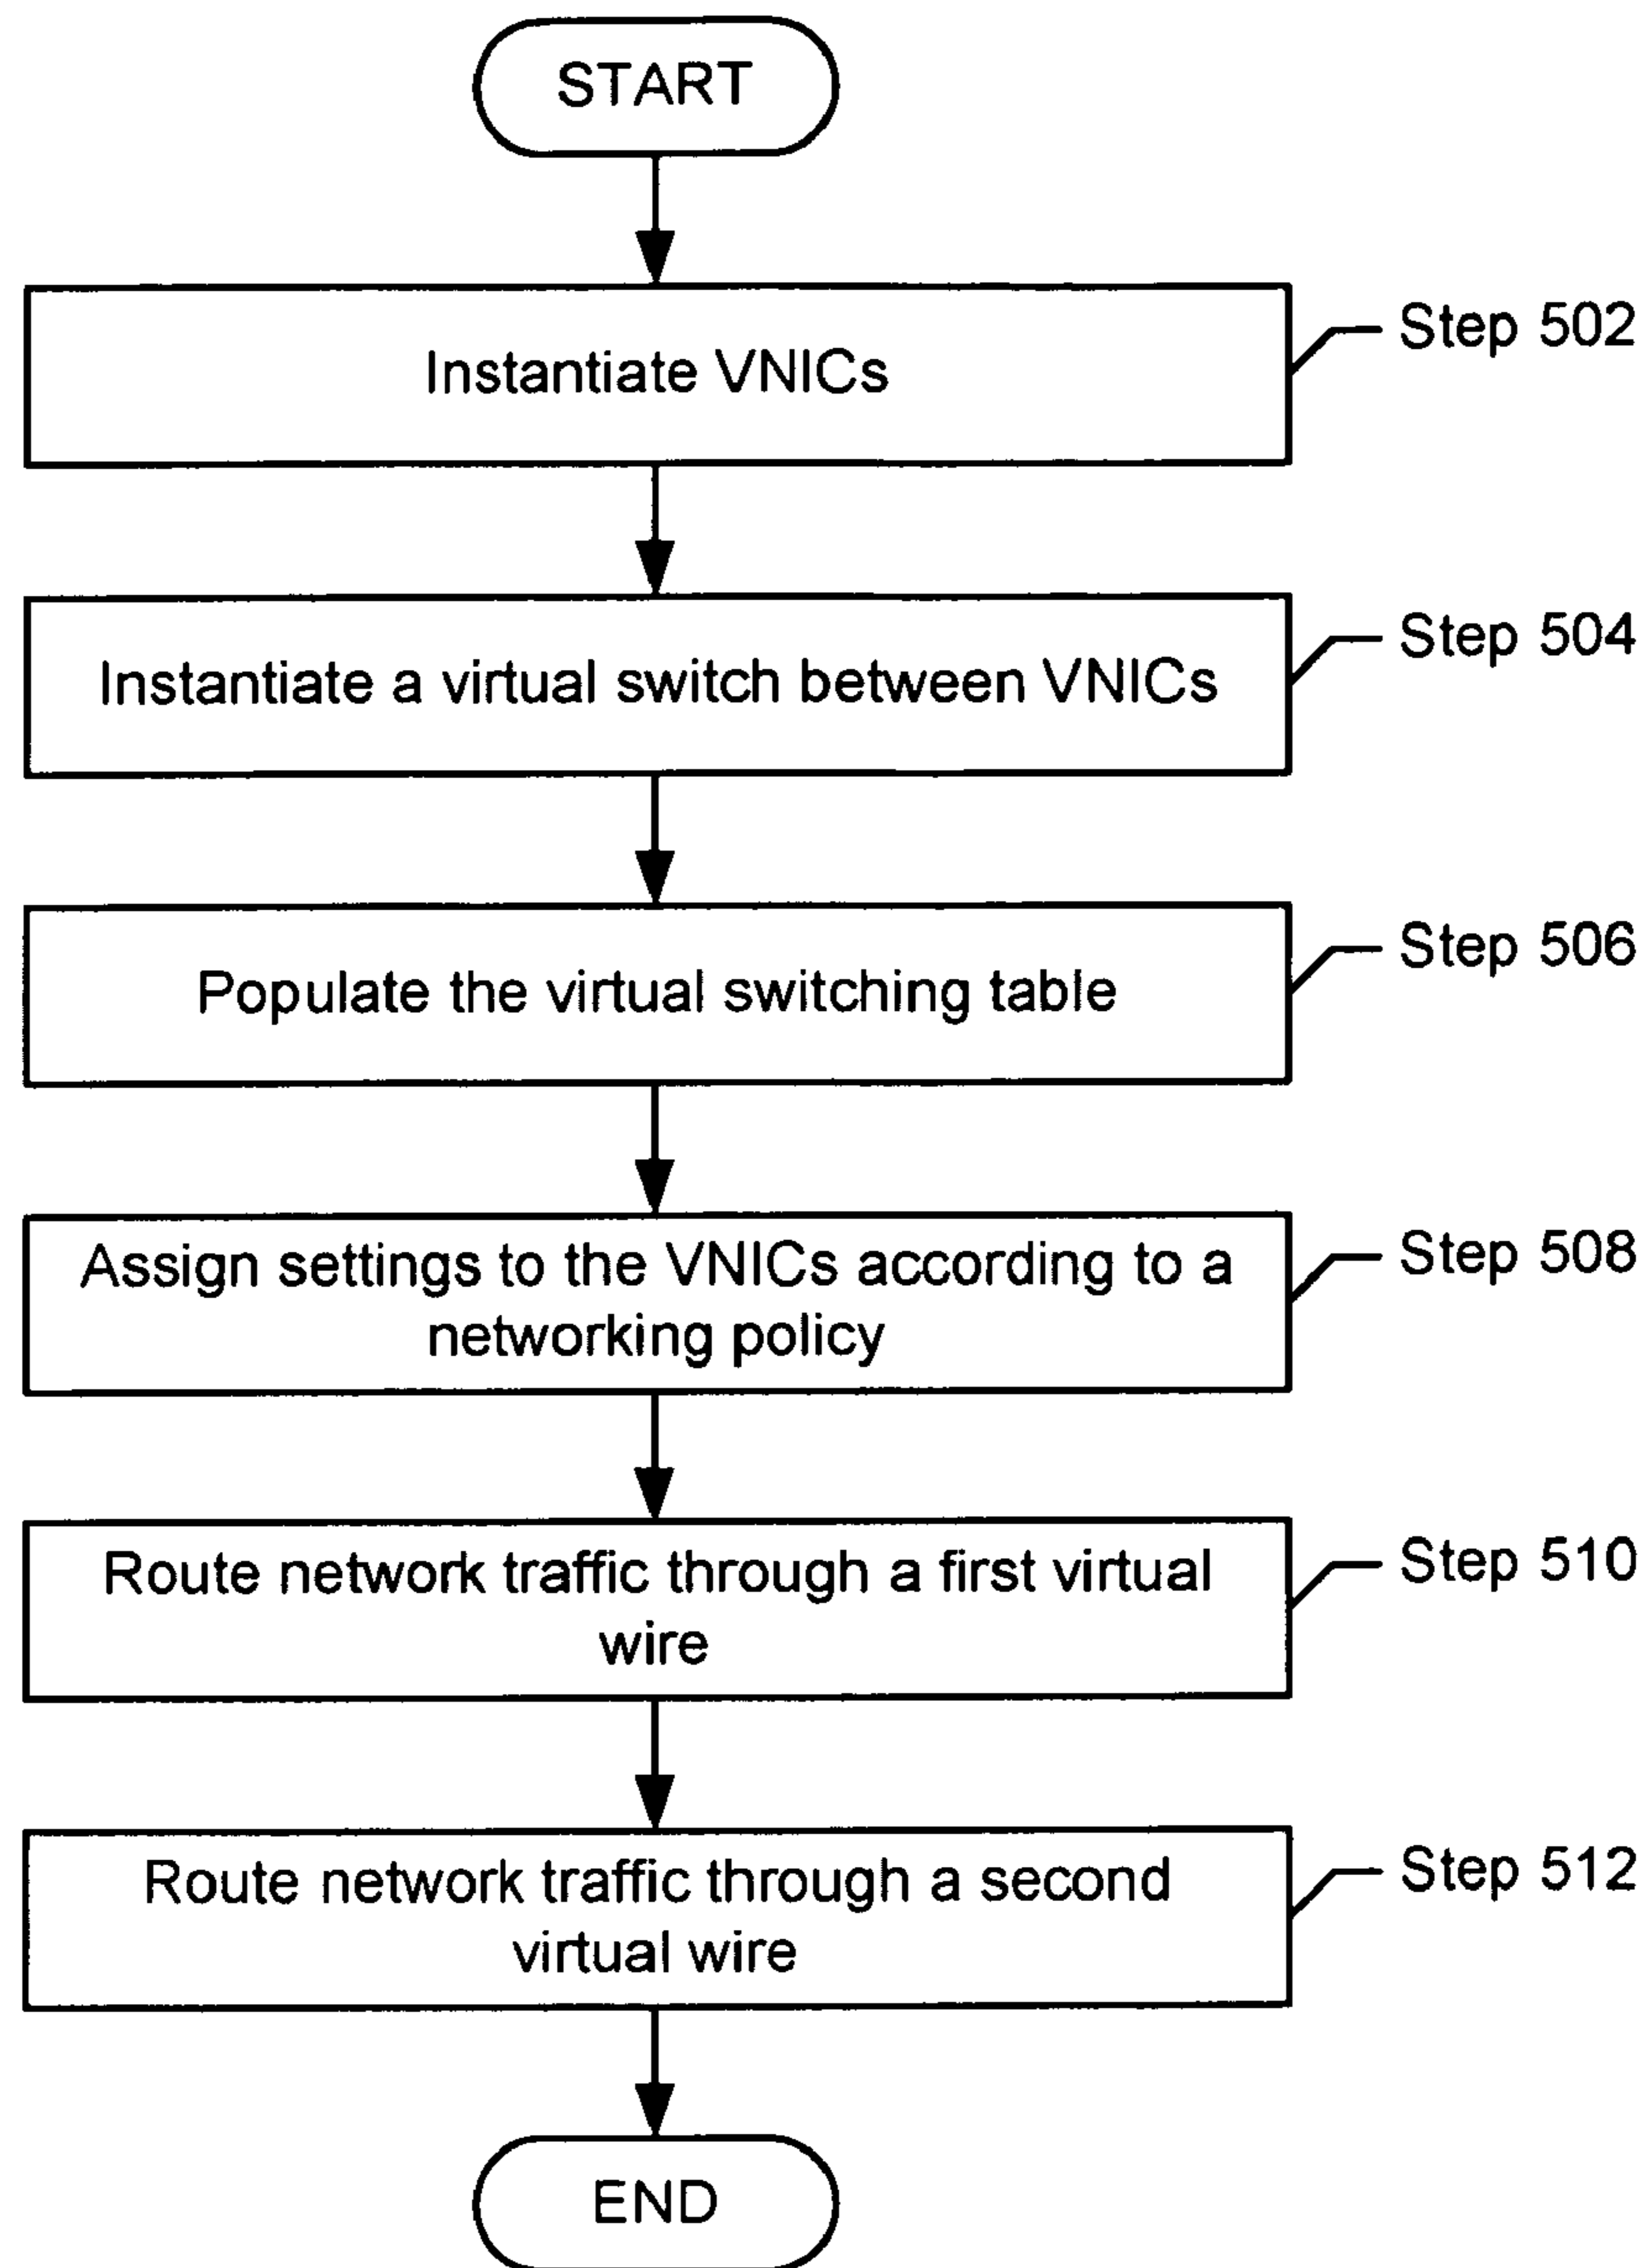 START
Instantiate VNICs
Step 502
Instantiate a virtual switch between VNICs
Step 504
Populate the virtual switching table
Step 506
Assign settings to the VNICs according to a
networking policy
Step 508
Route network traffic through a first virtual
wire
Step 510
Route network traffic through a second
virtual wire
Step 512
END